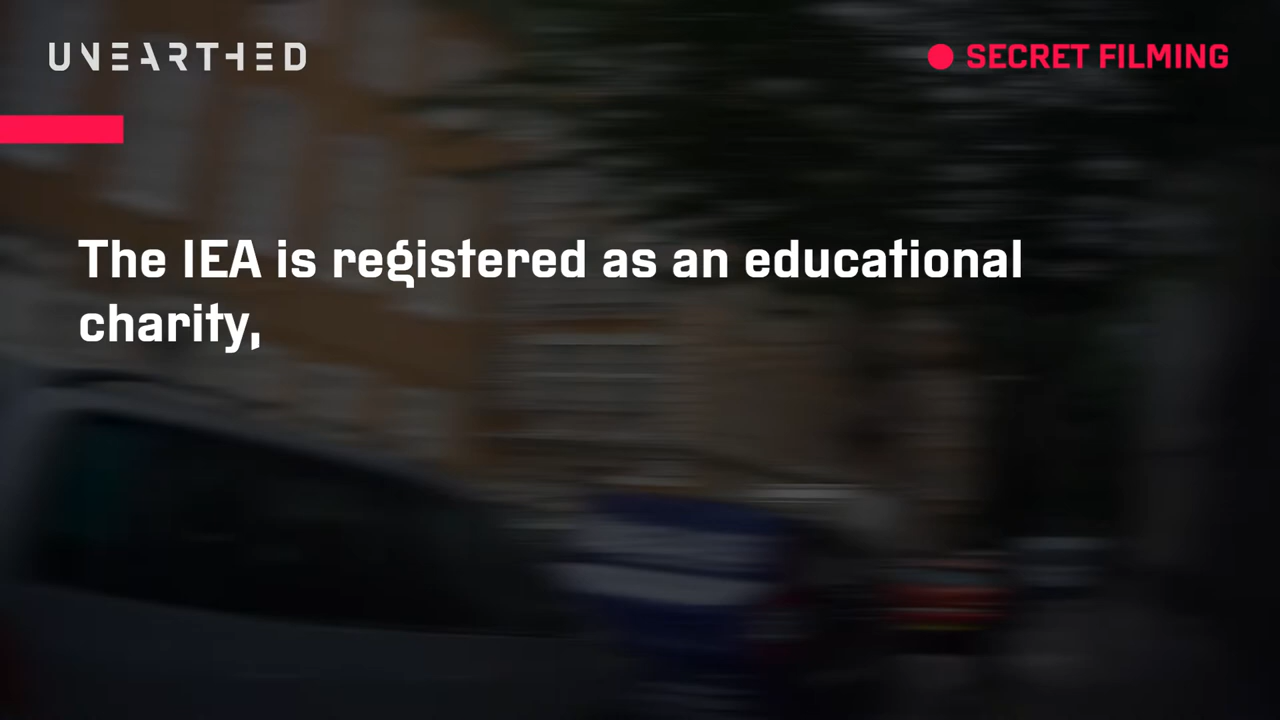 UNEARTHED
SECRET FILMING
The IEA is registered as an educational
charity,